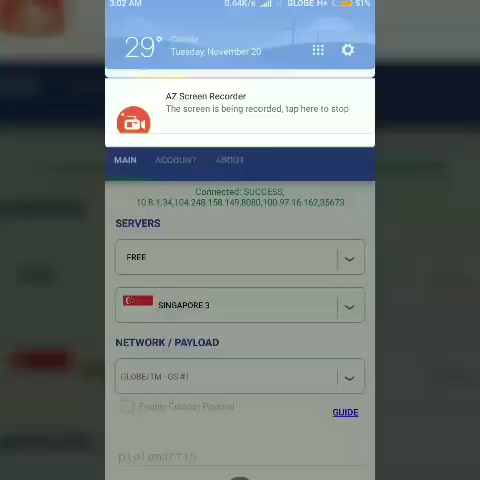 3:02 AM 0.64K/s GLOBE H+ 51%
29°
Cloudy
Tuesday, November 20
AZ Screen Recorder
The screen is being recorded, tap here to stop
MAIN ACCOUNT ABOUT
Connected: SUCCESS,
10.8.1.34,104.248.158.149,8080,100.97.16.162,35673
SERVERS
FREE
SINGAPORE 3
NETWORK / PAYLOAD
GLOBE/TM - GS #1
Enable Custom Payload
GUIDE
piolomartin